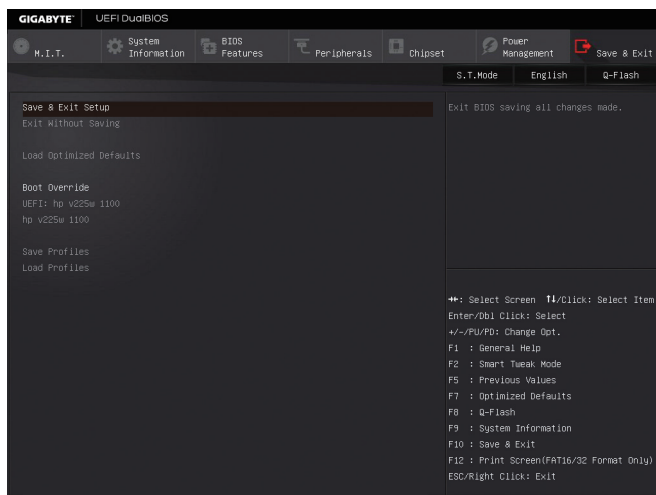 GIGABYTE™ UEFI DualBIOS
M.I.T.
System Information
BIOS Features
Peripherals
Chipset
Power Management
Save & Exit
S.T.Mode English Q-Flash
Save & Exit Setup
Exit Without Saving
Load Optimized Defaults
Boot Override
UEFI: hp v225w 1100
hp v225w 1100
Save Profiles
Load Profiles
Exit BIOS saving all changes made.
→←: Select Screen ↑↓/Click: Select Item
Enter/Dbl Click: Select
+/-/PU/PD: Change Opt.
F1 : General Help
F2 : Smart Tweak Mode
F5 : Previous Values
F7 : Optimized Defaults
F8 : Q-Flash
F9 : System Information
F10 : Save & Exit
F12 : Print Screen(FAT16/32 Format Only)
ESC/Right Click: Exit